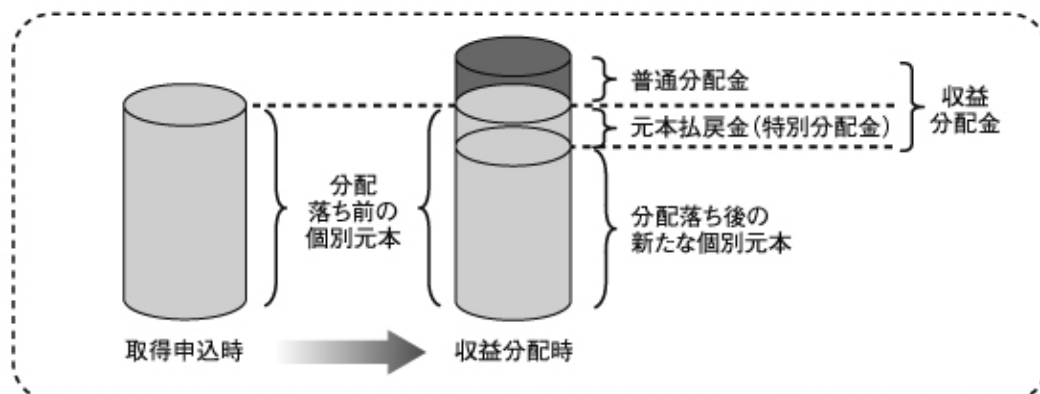 普通分配金
元本払戻金(特別分配金)
収益
分配金
分配
落ち前の
個別元本
分配落ち後の
新たな個別元本
取得申込時
収益分配時